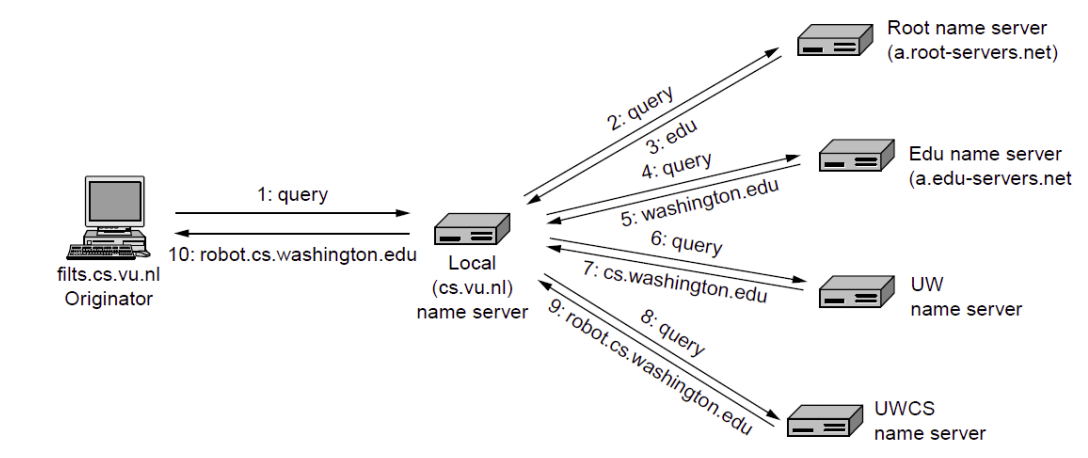 Root name server
(a.root-servers.net)
2: query
3: edu
4: query
Edu name server
(a.edu-servers.net
1: query
5: washington.edu
6: query
10: robot.cs.washington.edu
7: cs.washington.edu
filts.cs.vu.nl
Originator
Local
(cs.vu.nl)
name server
UW
name server
8: query
9: robot.cs.washington.edu
UWCS
name server